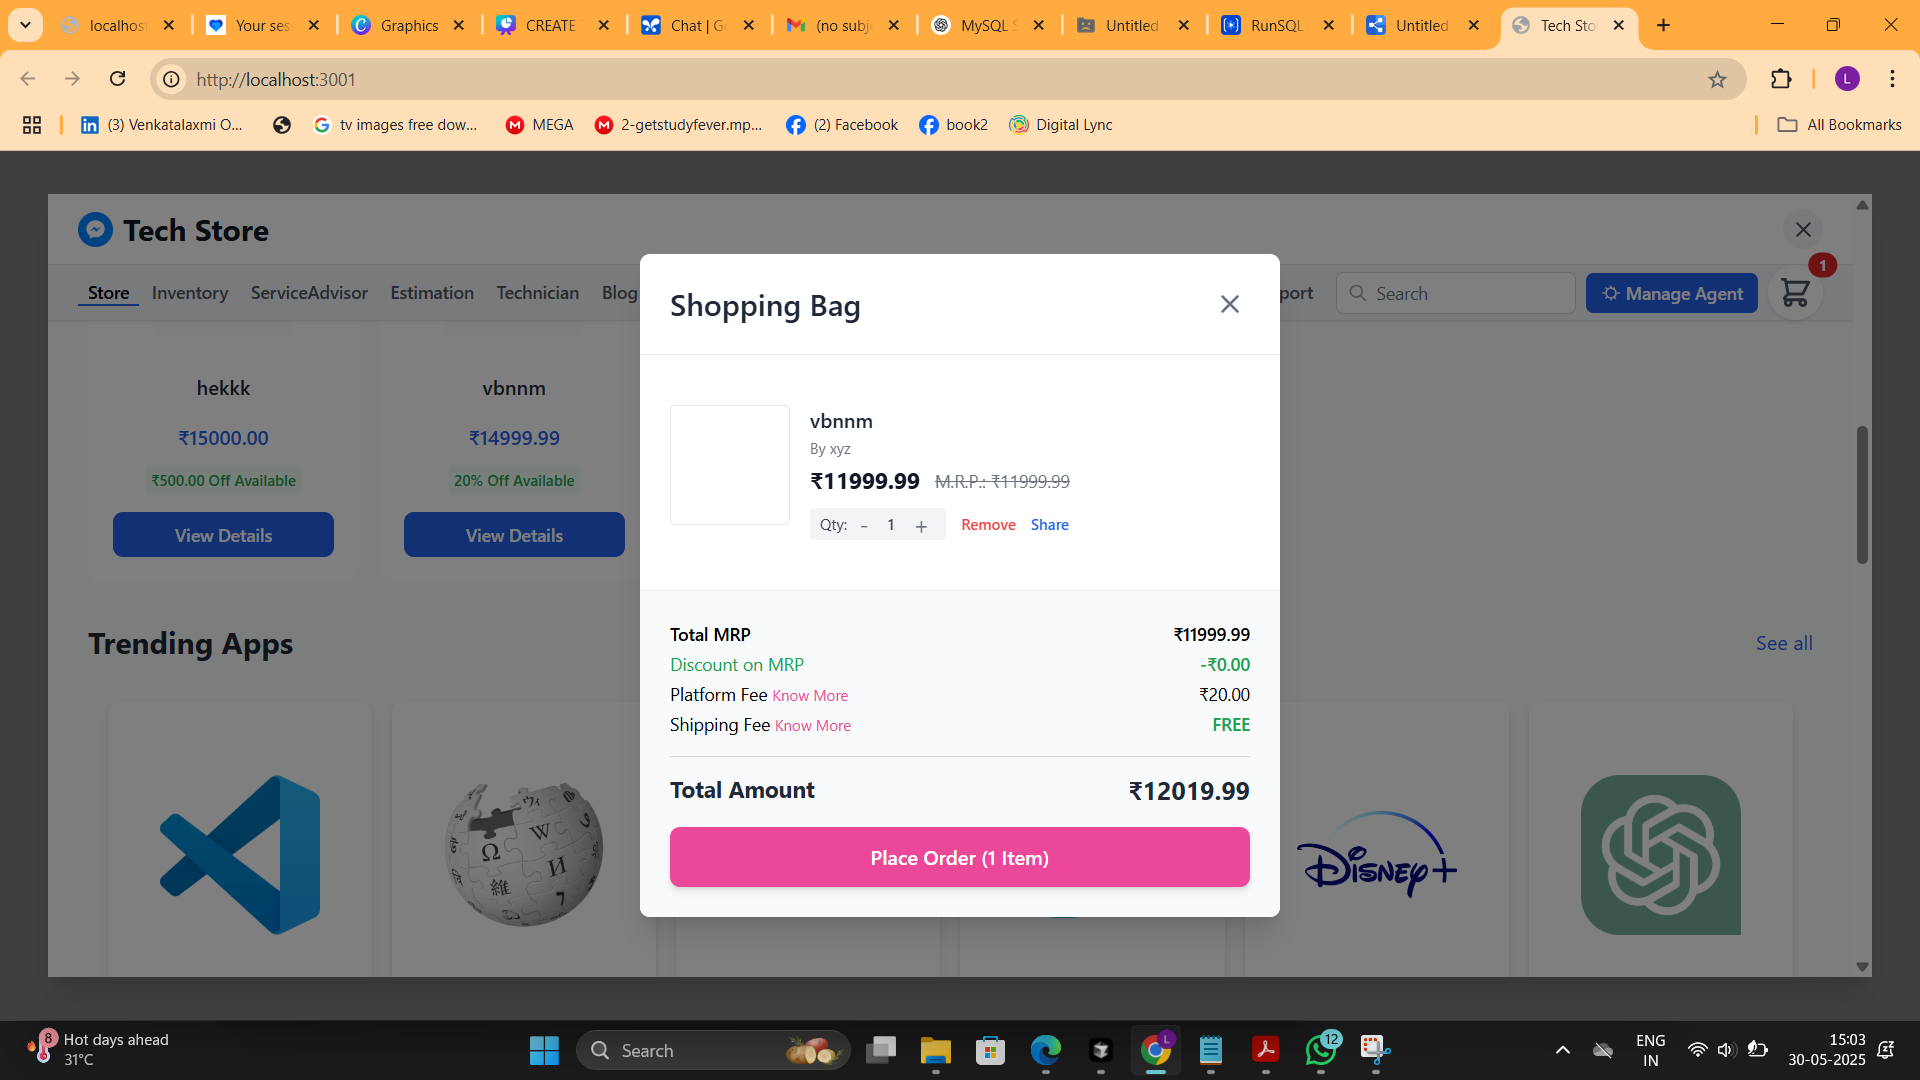 localhos
Your ses
Graphics
CREATE
Chat | G
(no subj
MySQL S
Untitled
RunSQL
Untitled
Tech Sto
http://localhost:3001
L
(3) Venkatalaxmi O...
tv images free dow...
MEGA
2-getstudyfever.mp...
(2) Facebook
book2
Digital Lync
All Bookmarks
Tech Store
1
Store
Inventory
ServiceAdvisor
Estimation
Technician
Blog
port
Search
Manage Agent
hekkk
₹15000.00
₹500.00 Off Available
View Details
vbnnm
₹14999.99
20% Off Available
View Details
Trending Apps
See all
Disney+
Shopping Bag
vbnnm
By xyz
₹11999.99 M.R.P.: ₹11999.99
Qty: - 1 + Remove Share
Total MRP ₹11999.99
Discount on MRP -₹0.00
Platform Fee Know More ₹20.00
Shipping Fee Know More FREE
Total Amount ₹12019.99
Place Order (1 Item)
8
Hot days ahead
31°C
Search
L
12
ENG
IN
15:03
30-05-2025